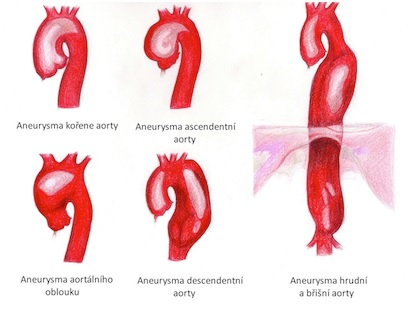 Aneurysma kořene aorty
Aneurysma ascendentní
aorty
Aneurysma aortálního
oblouku
Aneurysma descendentní
aorty
Aneurysma hrudní
a břišní aorty